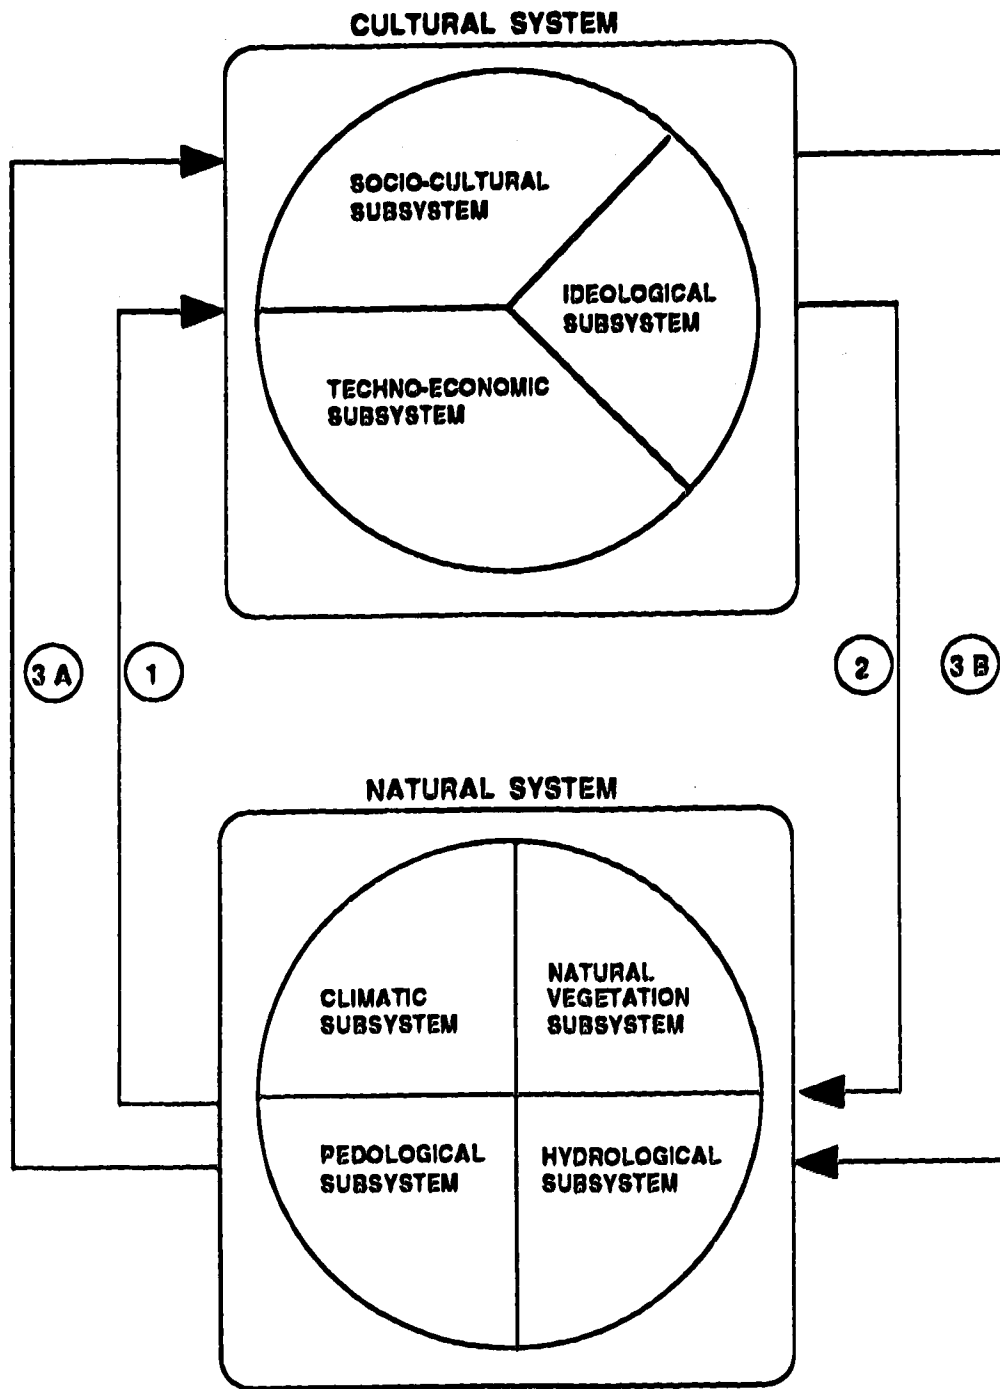 CULTURAL SYSTEM
SOCIO-CULTURAL
SUBSYSTEM
IDEOLOGICAL
SUBSYSTEM
TECHNO-ECONOMIC
SUBSYSTEM
3 A
1
2
3 B
NATURAL SYSTEM
CLIMATIC
SUBSYSTEM
NATURAL
VEGETATION
SUBSYSTEM
PEDOLOGICAL
SUBSYSTEM
HYDROLOGICAL
SUBSYSTEM